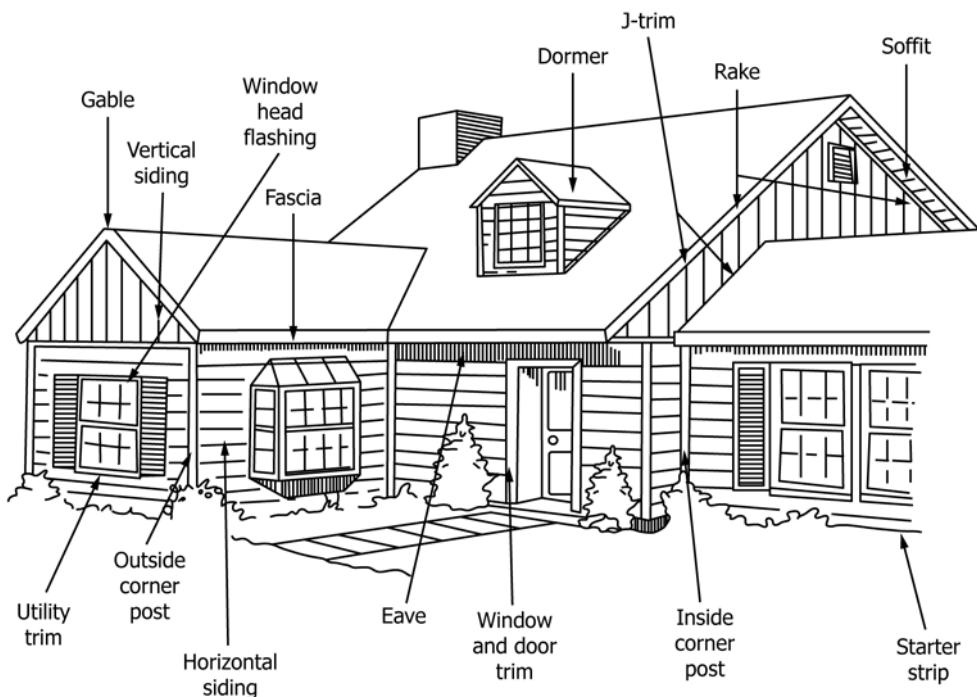 J-trim
Soffit
Dormer
Rake
Window
head
flashing
Gable
Vertical
siding
Fascia
Outside
corner
post
Utility
trim
Horizontal
siding
Eave
Window
and door
trim
Inside
corner
post
Starter
strip